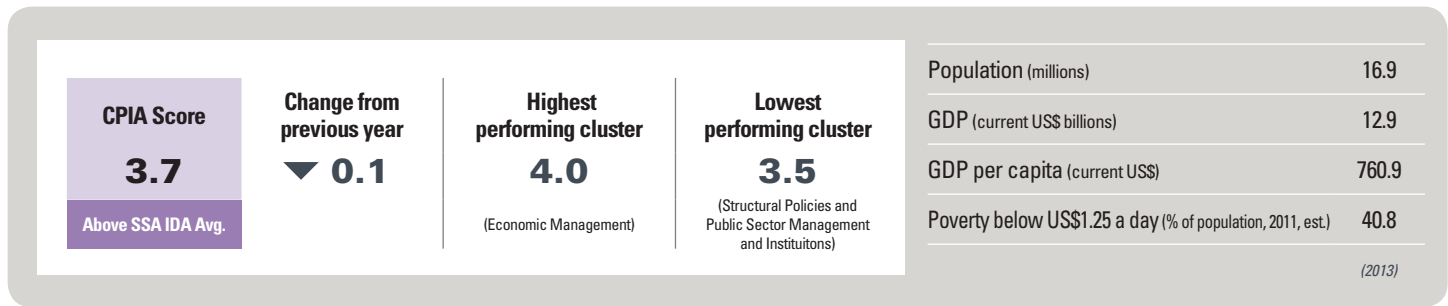 CPIA Score
3.7
Above SSA IDA Avg.
Change from
previous year
▼ 0.1
Highest
performing cluster
4.0
(Economic Management)
Lowest
performing cluster
3.5
(Structural Policies and
Public Sector Management
and Instituitons)
Population (millions) 16.9
GDP (current US$ billions) 12.9
GDP per capita (current US$) 760.9
Poverty below US$1.25 a day (% of population, 2011, est.) 40.8
(2013)